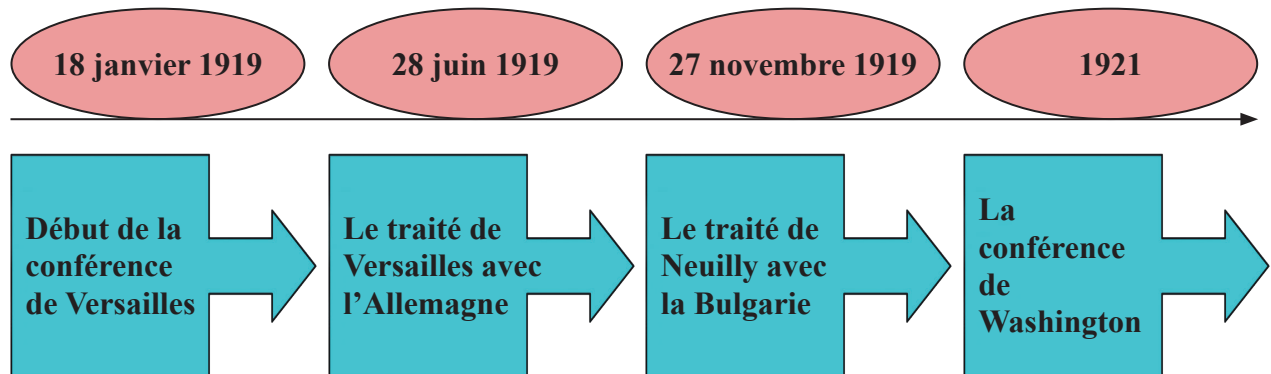 18 janvier 1919
28 juin 1919
27 novembre 1919
1921
Début de la
conférence
de Versailles
Le traité de
Versailles avec
l’Allemagne
Le traité de
Neuilly avec
la Bulgarie
La
conférence
de
Washington